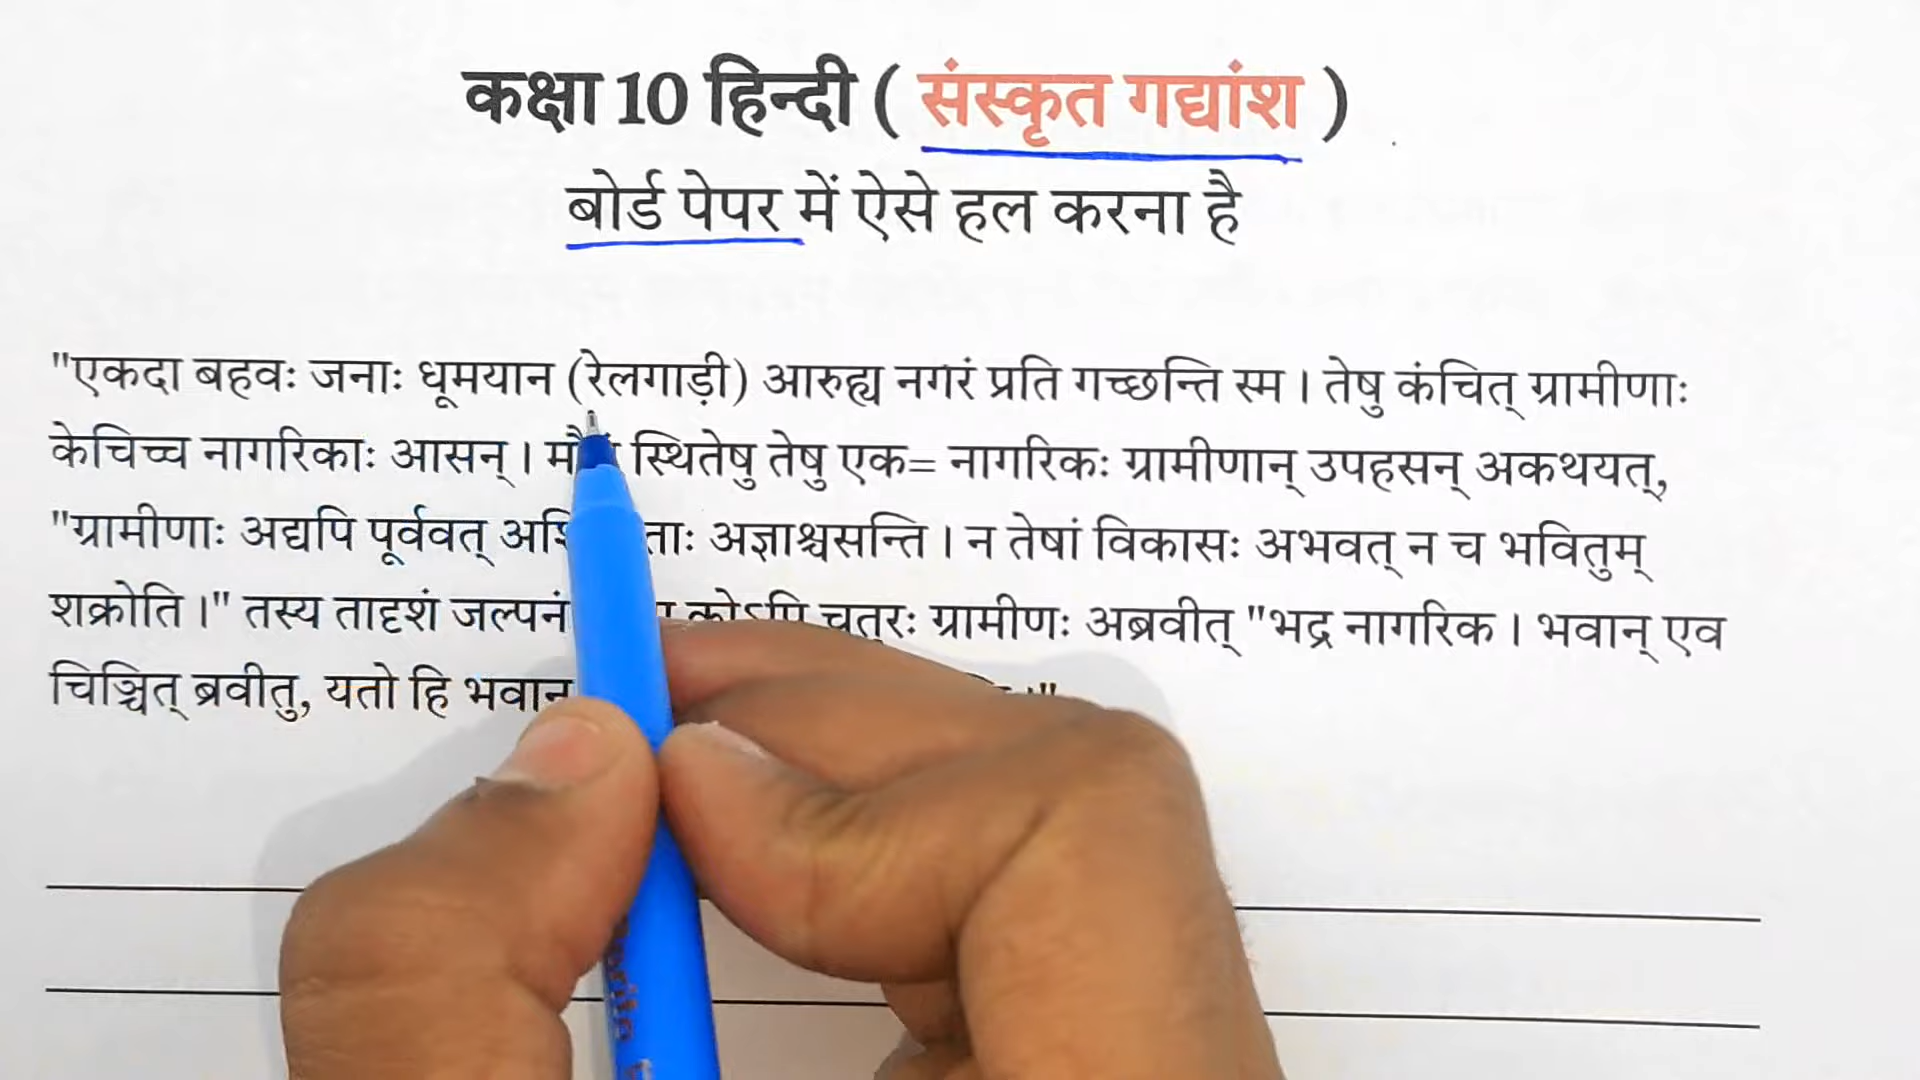 कक्षा 10 हिन्दी ( संस्कृत गद्यांश )
बोर्ड पेपर में ऐसे हल करना है
"एकदा बहवः जनाः धूमयान (रेलगाड़ी) आरुह्य नगरं प्रति गच्छन्ति स्म । तेषु कंचित् ग्रामीणाः
केचिच्च नागरिकाः आसन् । स्थितेषु तेषु एक= नागरिकः ग्रामीणान् उपहसन् अकथयत्,
"ग्रामीणाः अद्यपि पूर्ववत् अज्ञाश्चसन्ति । न तेषां विकासः अभवत् न च भवितुम्
शक्रोति ।" तस्य तादृशं जल्पनं कोऽपि चतुरः ग्रामीणः अब्रवीत् "भद्र नागरिक । भवान् एव
चिञ्चित् ब्रवीतु, यतो हि भवान्